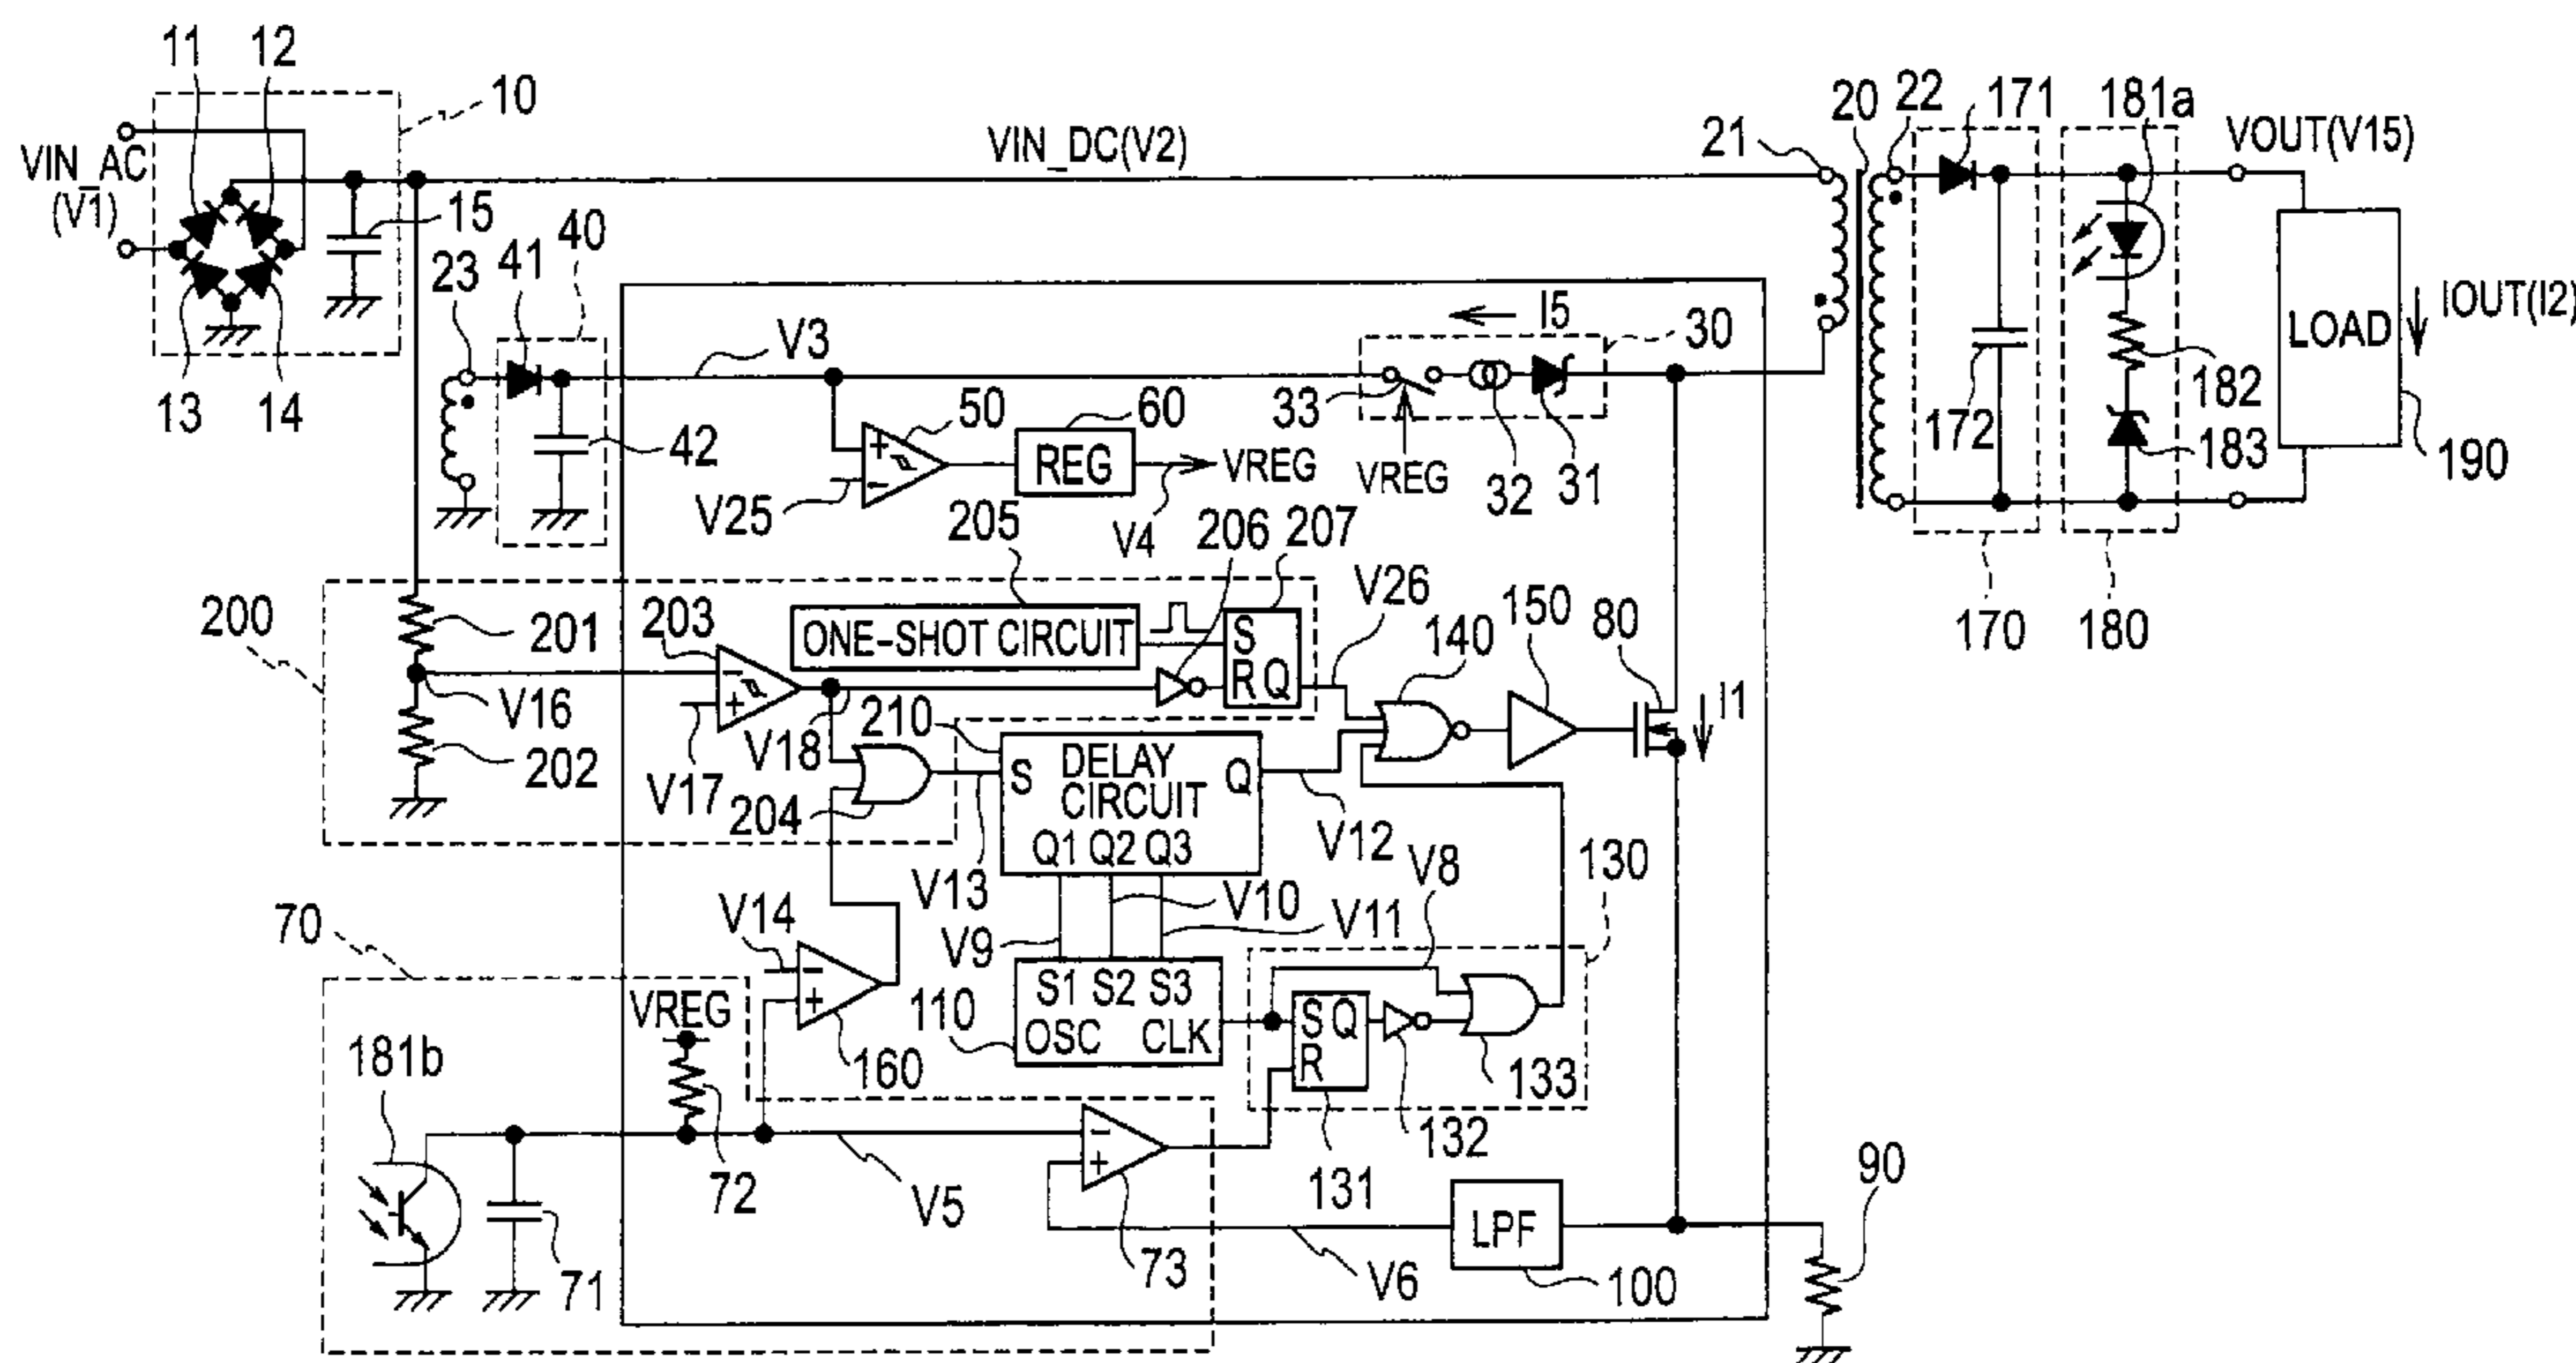 11 12
10
VIN_AC
(V1)
15
13 14
VIN_DC(V2)
21 20 22 171 181a
VOUT(V15)
IOUT(I2)
LOAD
190
182
183
172
170 180
23 41 40
42
V3
I5
30
33 32 31
VREG
50 60
REG
VREG
V25
V4
205 206 207
200
201
202
203
ONE-SHOT CIRCUIT
S
R Q
V26
140 150 80
I1
V16
V17
V18
210
204
S DELAY CIRCUIT Q
Q1 Q2 Q3
V13
V12
V8
130
V9
V10
V11
70
V14
160
110
S1 S2 S3
OSC CLK
S Q
R
131 132 133
VREG
181b
71
72
V5
73
V6
LPF
100
90